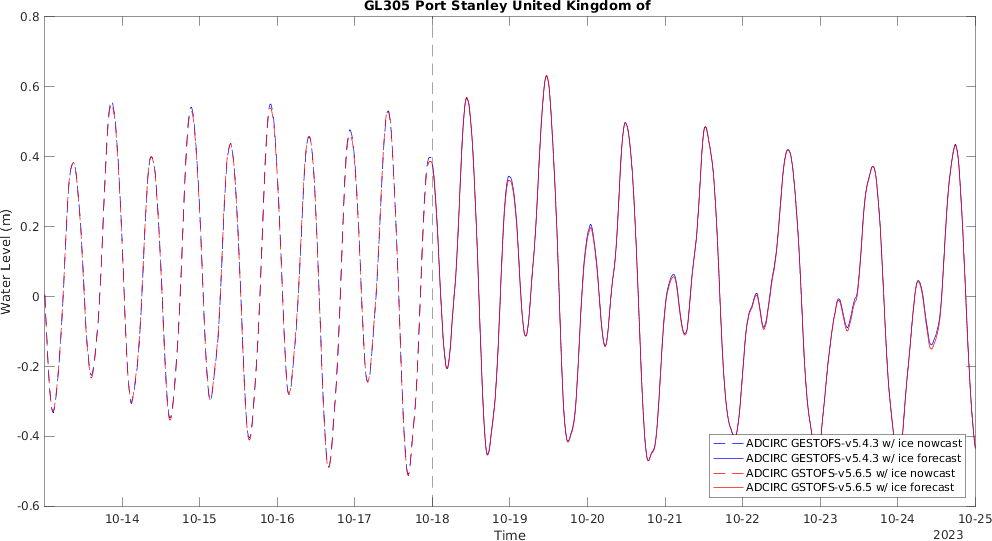 GL305 Port Stanley United Kingdom of
0.8
0.6
0.4
0.2
0
-0.2
-0.4
-0.6
Water Level (m)
10-14 10-15 10-16 10-17 10-18 10-19 10-20 10-21 10-22 10-23 10-24 10-25
Time
2023
ADCIRC GESTOFS-v5.4.3 w/ ice nowcast
ADCIRC GESTOFS-v5.4.3 w/ ice forecast
ADCIRC GSTOFS-v5.6.5 w/ ice nowcast
ADCIRC GSTOFS-v5.6.5 w/ ice forecast